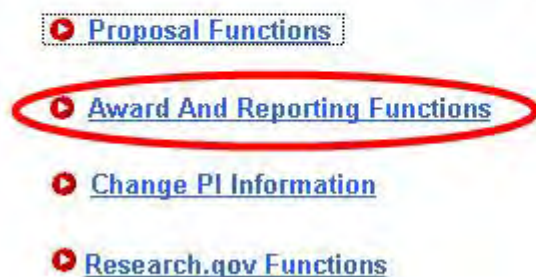 Proposal Functions
Award And Reporting Functions
Change PI Information
Research.gov Functions